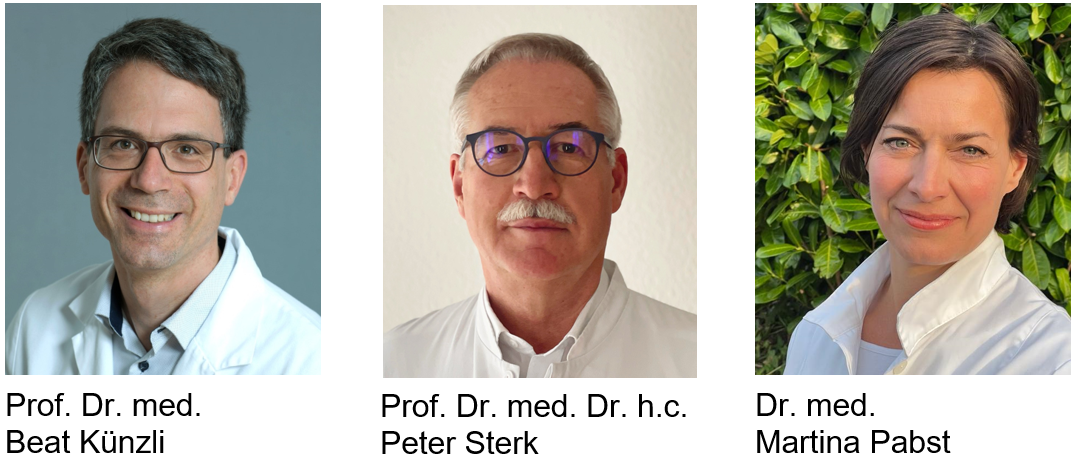 Prof. Dr. med.
Beat Künzli
Prof. Dr. med. Dr. h.c.
Peter Sterk
Dr. med.
Martina Pabst